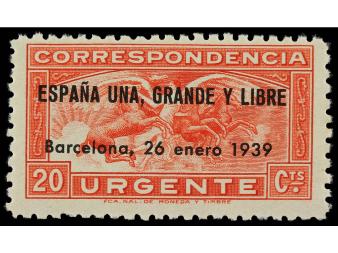 CORRESPONDENCIA
ESPAÑA UNA, GRANDE Y LIBRE
Barcelona, 26 enero 1939
20 URGENTE CTS.
FCA. NAL. DE MONEDA Y TIMBRE